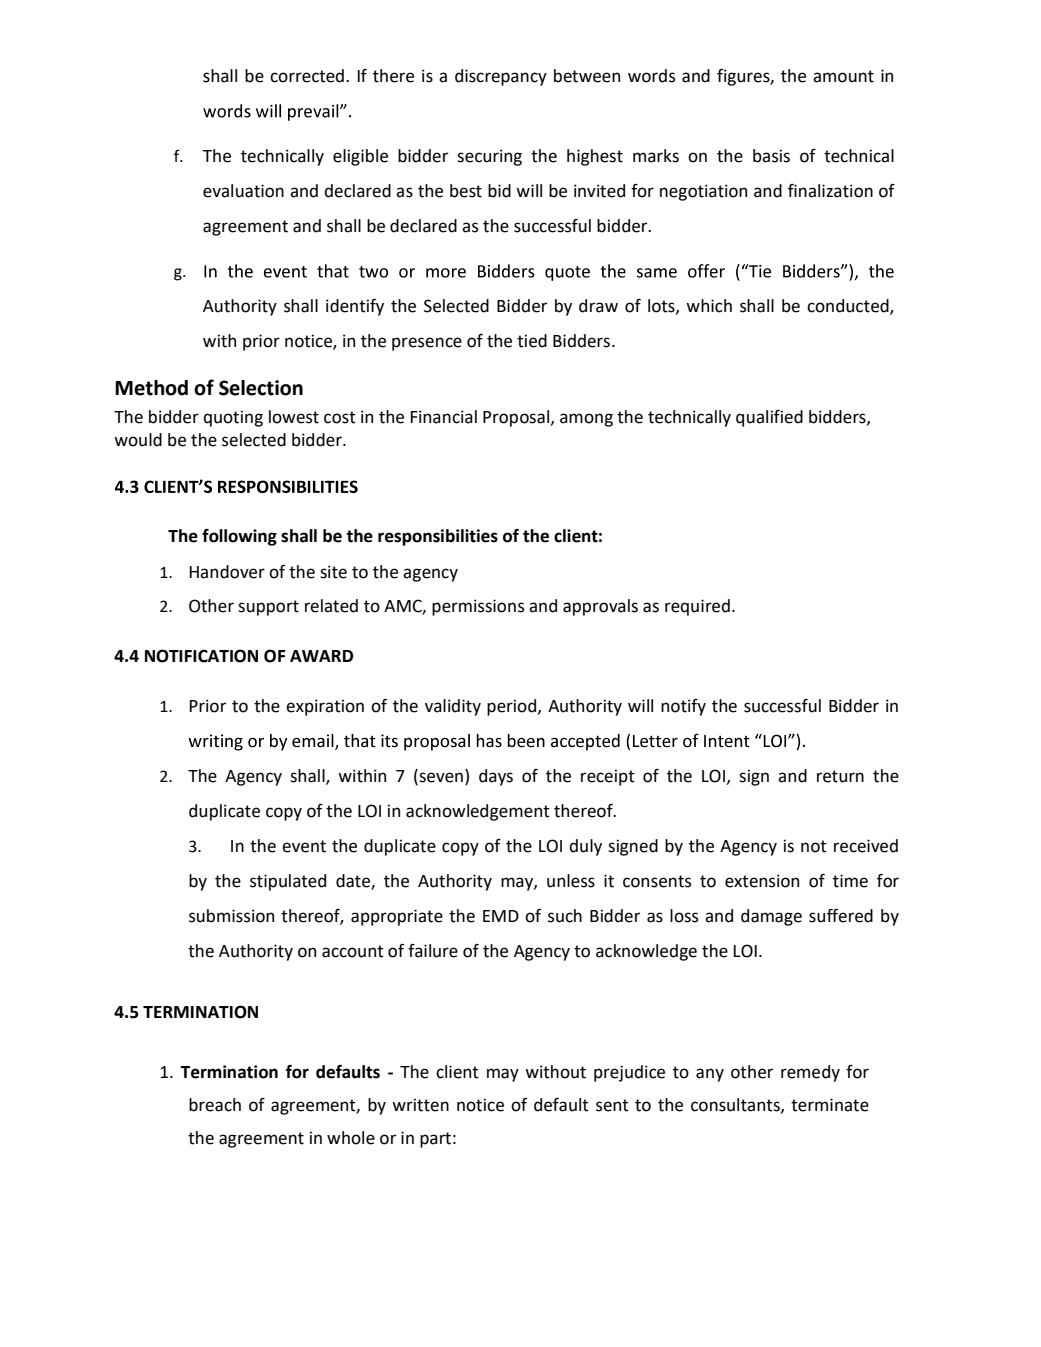 shall be corrected. If there is a discrepancy between words and figures, the amount in
words will prevail”.
f. The technically eligible bidder securing the highest marks on the basis of technical
evaluation and declared as the best bid will be invited for negotiation and finalization of
agreement and shall be declared as the successful bidder.
g. In the event that two or more Bidders quote the same offer (“Tie Bidders”), the
Authority shall identify the Selected Bidder by draw of lots, which shall be conducted,
with prior notice, in the presence of the tied Bidders.
Method of Selection
The bidder quoting lowest cost in the Financial Proposal, among the technically qualified bidders,
would be the selected bidder.
4.3 CLIENT’S RESPONSIBILITIES
The following shall be the responsibilities of the client:
1. Handover of the site to the agency
2. Other support related to AMC, permissions and approvals as required.
4.4 NOTIFICATION OF AWARD
1. Prior to the expiration of the validity period, Authority will notify the successful Bidder in
writing or by email, that its proposal has been accepted (Letter of Intent “LOI”).
2. The Agency shall, within 7 (seven) days of the receipt of the LOI, sign and return the
duplicate copy of the LOI in acknowledgement thereof.
3. In the event the duplicate copy of the LOI duly signed by the Agency is not received
by the stipulated date, the Authority may, unless it consents to extension of time for
submission thereof, appropriate the EMD of such Bidder as loss and damage suffered by
the Authority on account of failure of the Agency to acknowledge the LOI.
4.5 TERMINATION
1. Termination for defaults - The client may without prejudice to any other remedy for
breach of agreement, by written notice of default sent to the consultants, terminate
the agreement in whole or in part: